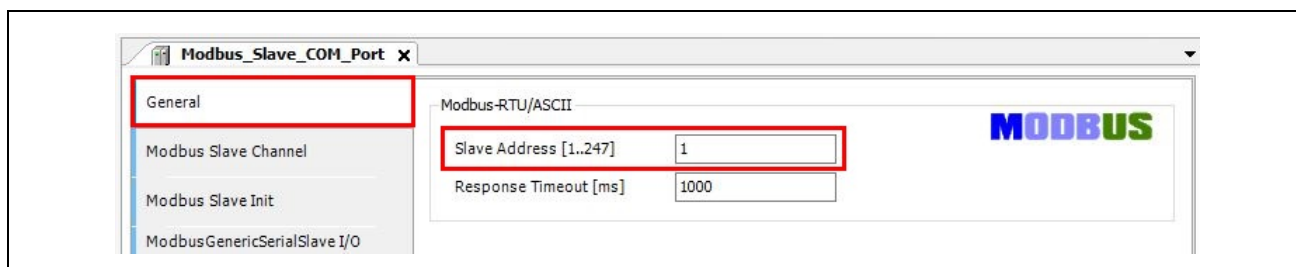 Modbus_Slave_COM_Port X
General
Modbus-RTU/ASCII
MODBUS
Slave Address [1..247] 1
Modbus Slave Channel
Response Timeout [ms] 1000
Modbus Slave Init
ModbusGenericSerialSlave I/O